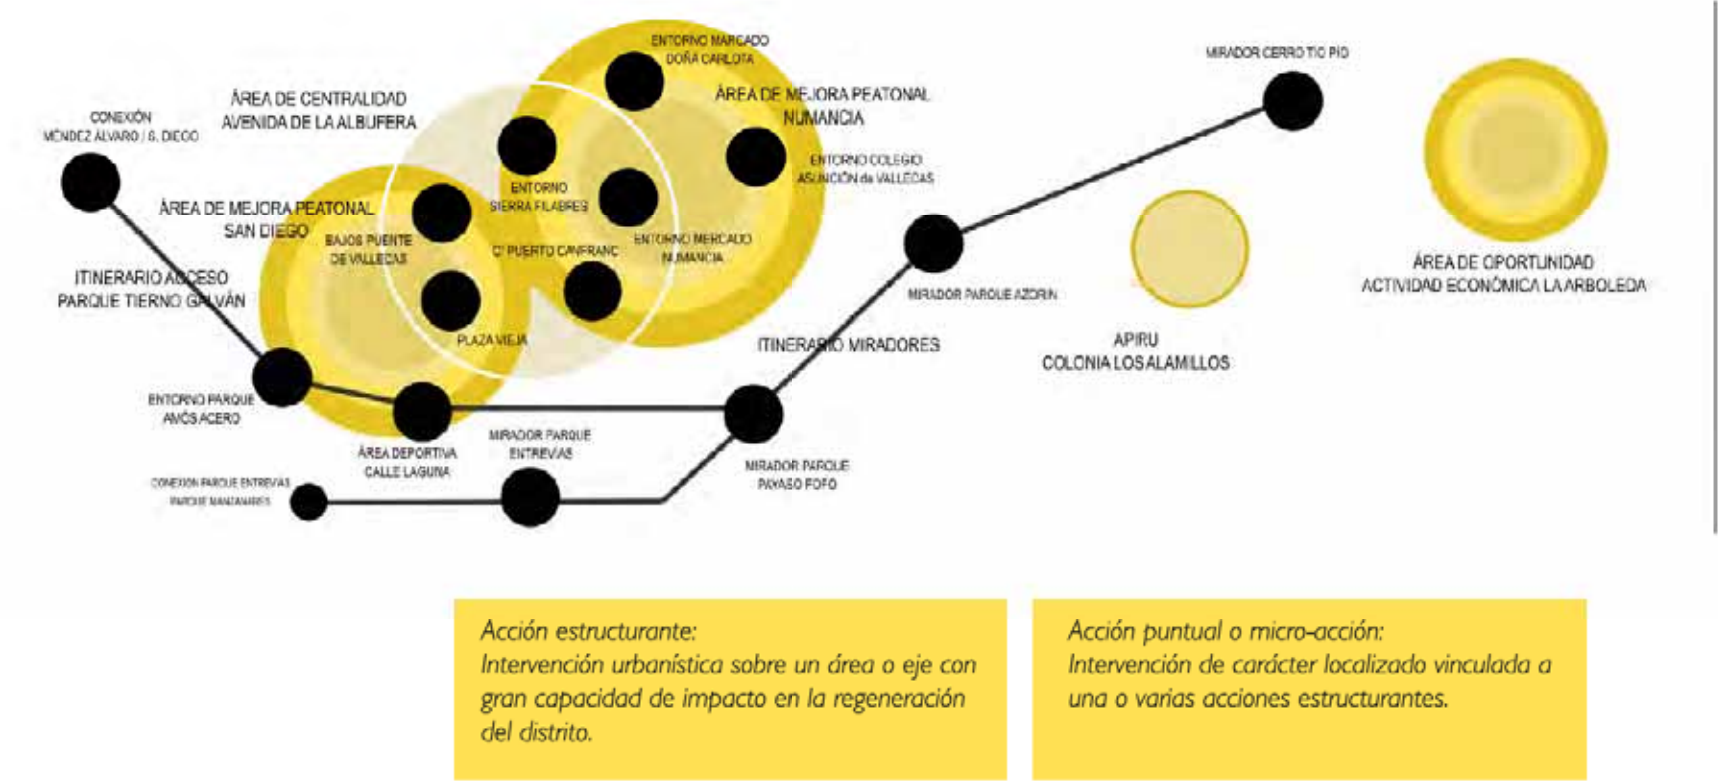 ENTORNO MARCADO
DOÑA CARLOTA
MIRADOR CERRO TIO PIO
ÁREA DE CENTRALIDAD
AVENIDA DE LA ALBUFERA
ÁREA DE MEJORA PEATONAL
NUMANCIA
CONEXIÓN
MÉNDEZ ÁLVARO / S. DIEGO
ENTORNO COLEGIO
ASUNCIÓN de VALLECAS
ENTORNO
SIERRA FILABRES
ÁREA DE MEJORA PEATONAL
SAN DIEGO
BAJOS PUENTE
DE VALLECAS
Cº PUERTO CANFRANC
ENTORNO MERCADO
NUMANCIA
ITINERARIO ACCESO
PARQUE TIERNO GALVÁN
ÁREA DE OPORTUNIDAD
ACTIVIDAD ECONÓMICA LA ARBOLEDA
MIRADOR PARQUE AZORIN
PLAZA VIEJA
ITINERARIO MIRADORES
APIRU
COLONIA LOS ALAMILLOS
ENTORNO PARQUE
AMÓS ACERO
MIRADOR PARQUE
ENTREVÍAS
ÁREA DEPORTIVA
CALLE LAGUNA
MIRADOR PARQUE
PAYASO FOFO
CONEXIÓN PARQUE ENTREVÍAS
PARQUE MANZANARES
Acción estructurante:
Intervención urbanística sobre un área o eje con
gran capacidad de impacto en la regeneración
del distrito.
Acción puntual o micro-acción:
Intervención de carácter localizado vinculada a
una o varias acciones estructurantes.